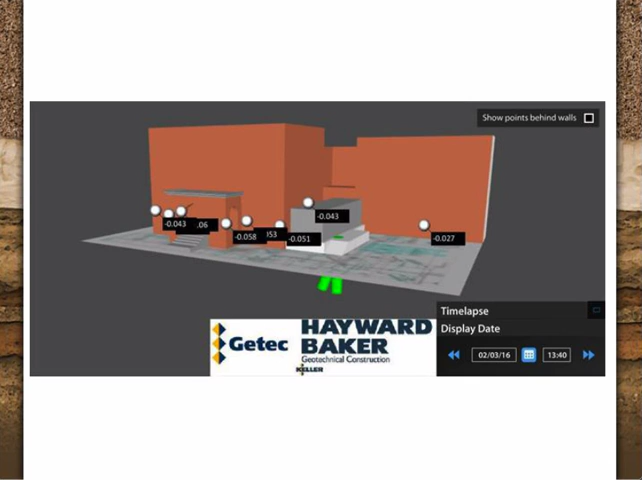 Show points behind walls
-0.043
.06
-0.058
)53
-0.051
-0.043
-0.027
Timelapse
Display Date
02/03/16
13:40
Getec
HAYWARD
BAKER
Geotechnical Construction
KELLER